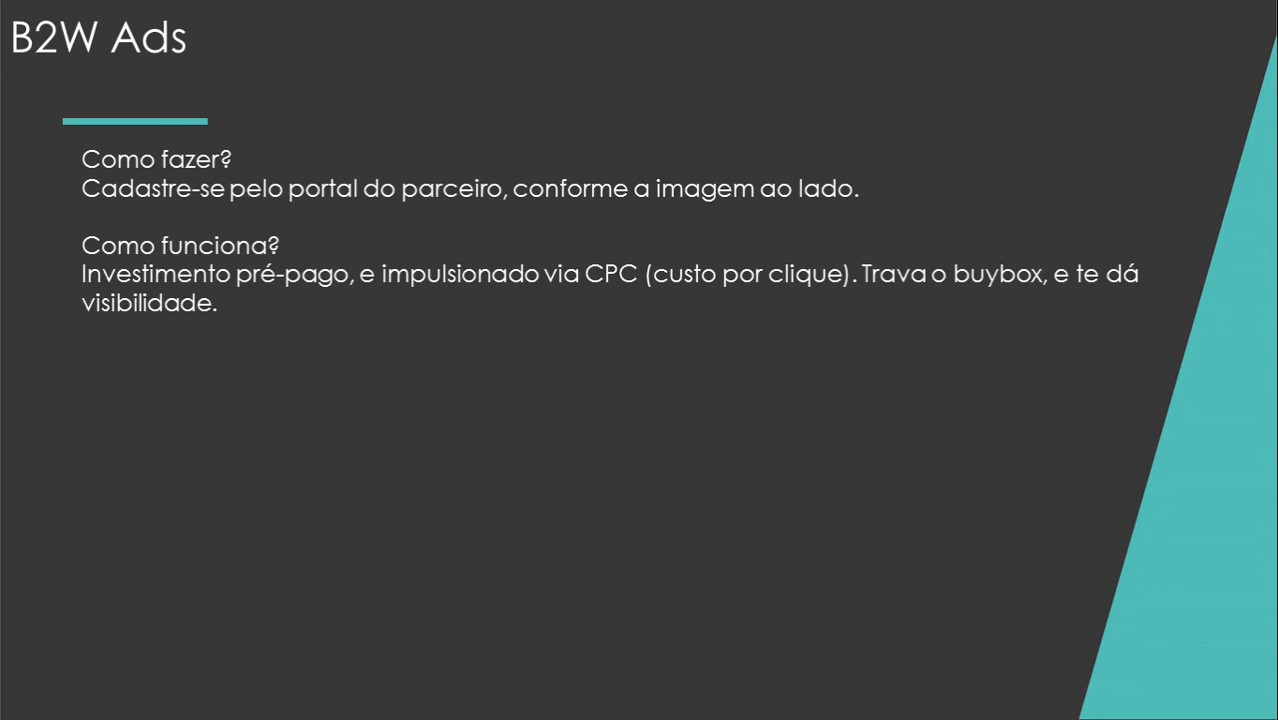 B2W Ads
Como fazer?
Cadastre-se pelo portal do parceiro, conforme a imagem ao lado.
Como funciona?
Investimento pré-pago, e impulsionado via CPC (custo por clique). Trava o buybox, e te dá
visibilidade.